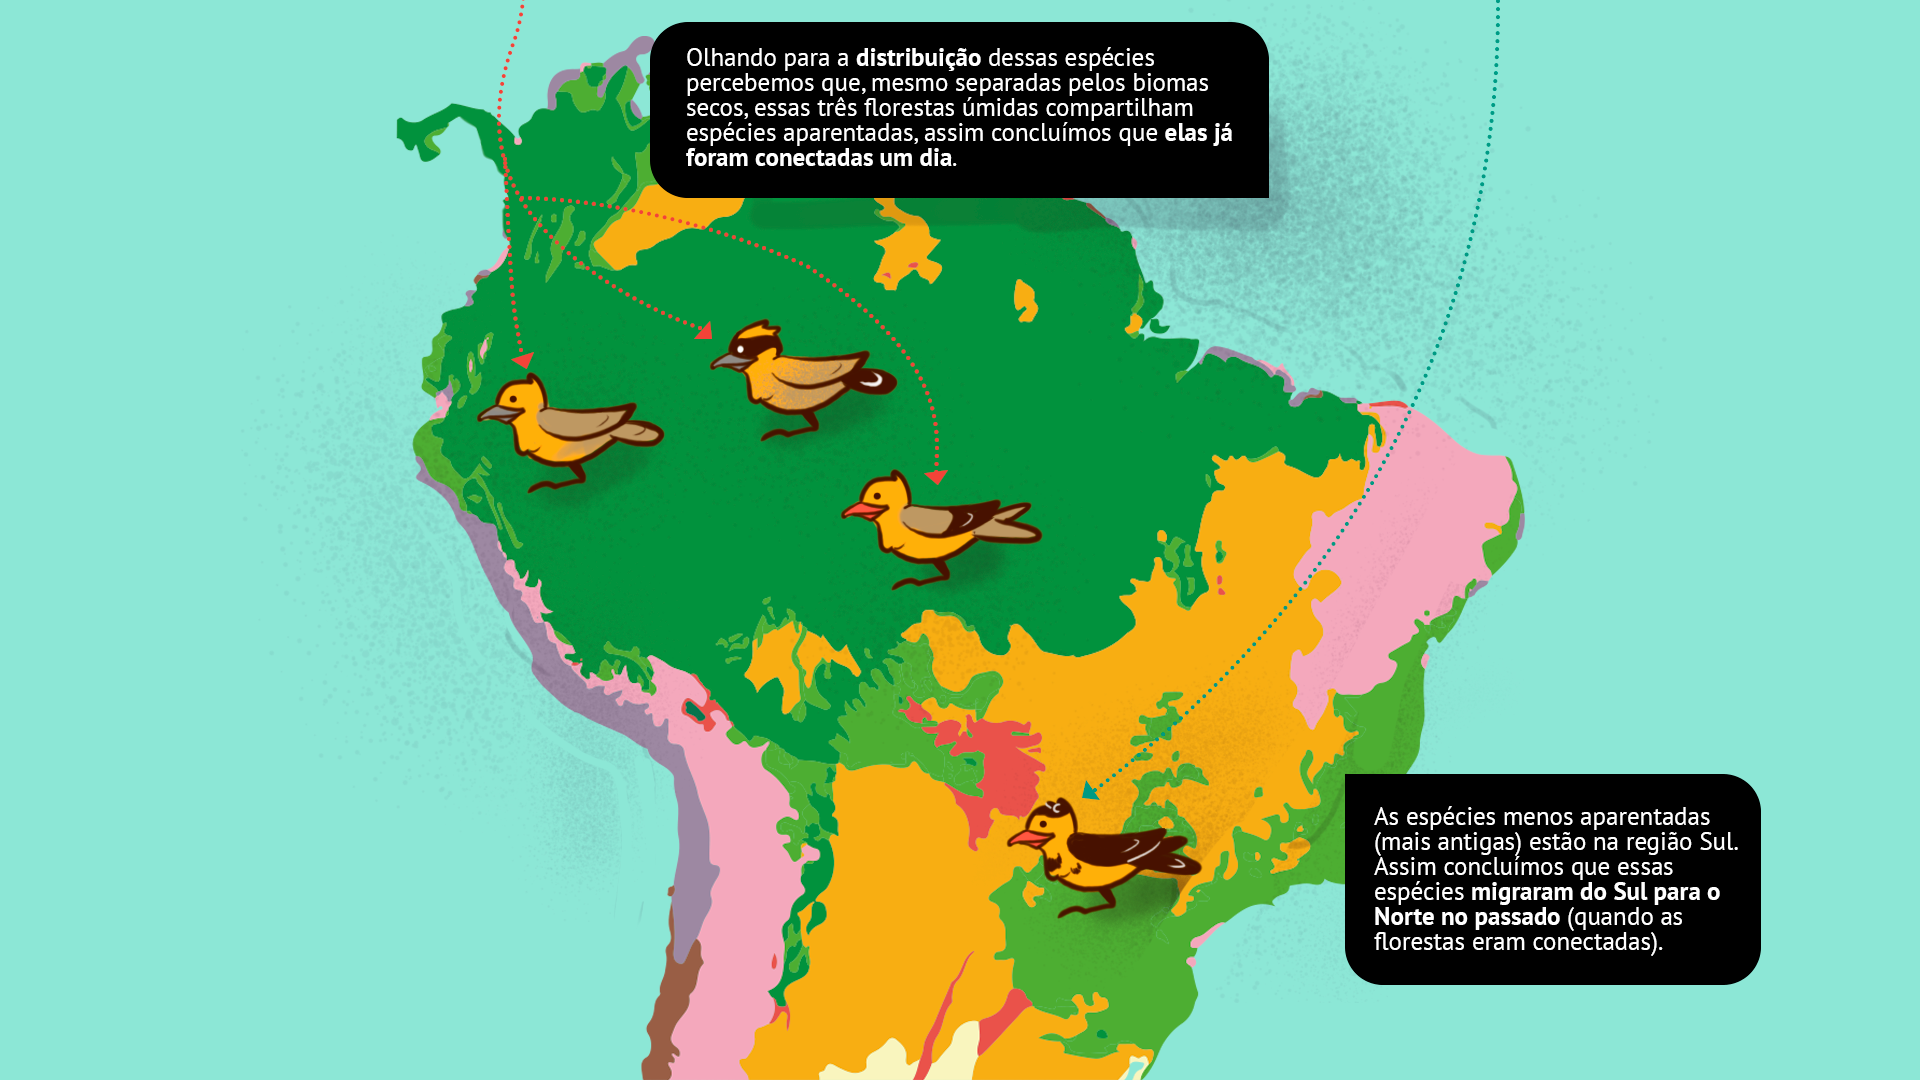 Olhando para a distribuição dessas espécies
percebemos que, mesmo separadas pelos biomas
secos, essas três florestas úmidas compartilham
espécies aparentadas, assim concluímos que elas já
foram conectadas um dia.
As espécies menos aparentadas
(mais antigas) estão na região Sul.
Assim concluímos que essas
espécies migraram do Sul para o
Norte no passado (quando as
florestas eram conectadas).